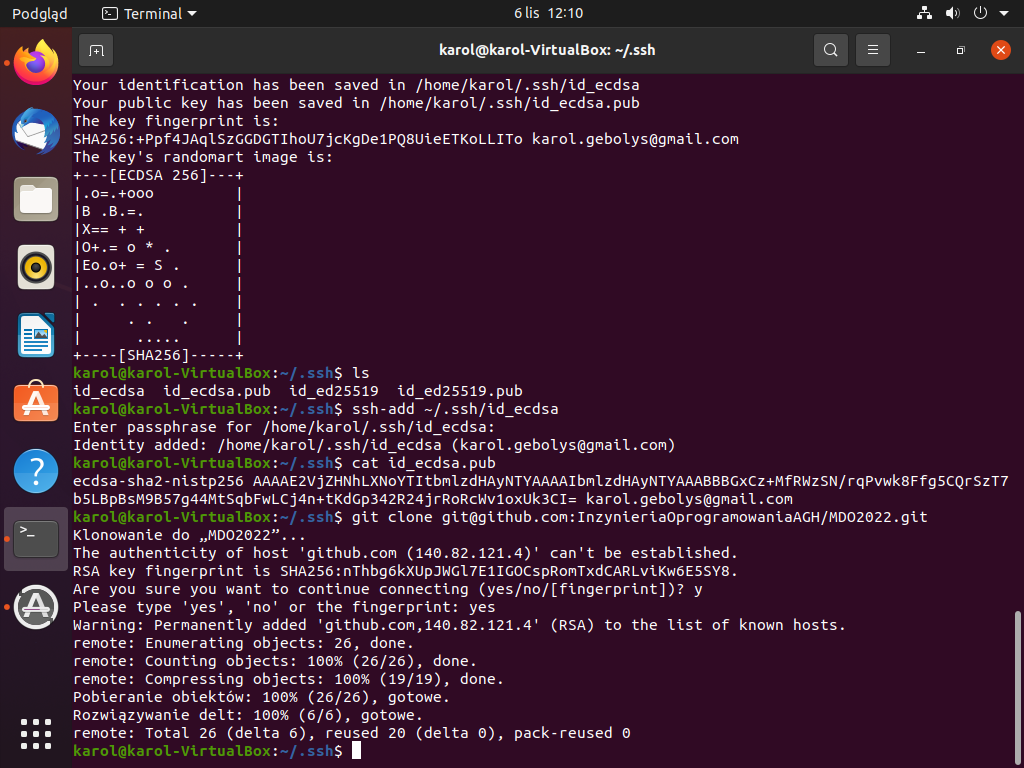 Podgląd
Terminal
6 lis 12:10
karol@karol-VirtualBox: ~/.ssh
Your identification has been saved in /home/karol/.ssh/id_ecdsa
Your public key has been saved in /home/karol/.ssh/id_ecdsa.pub
The key fingerprint is:
SHA256:+Ppf4JAqlSzGGDGTIhoU7jcKgDe1PQ8UieETKoLLITo karol.gebolys@gmail.com
The key's randomart image is:
+---[ECDSA 256]---+
|.o=.+ooo         |
|B .B.=.          |
|X== + +          |
|O+.= o * .       |
|Eo.o+ = S .      |
|..o..o o o .     |
| .  . . . . .    |
|     . .   .     |
|      .....      |
+----[SHA256]-----+
karol@karol-VirtualBox:~/.ssh$ ls
id_ecdsa  id_ecdsa.pub  id_ed25519  id_ed25519.pub
karol@karol-VirtualBox:~/.ssh$ ssh-add ~/.ssh/id_ecdsa
Enter passphrase for /home/karol/.ssh/id_ecdsa:
Identity added: /home/karol/.ssh/id_ecdsa (karol.gebolys@gmail.com)
karol@karol-VirtualBox:~/.ssh$ cat id_ecdsa.pub
ecdsa-sha2-nistp256 AAAAE2VjZHNhLXNoYTItbmlzdHAyNTYAAAAIbmlzdHAyNTYAAABBBGxCz+MfRWzSN/rqPvwk8Ffg5CQrSzT7
b5LBpBsM9B57g44MtSqbFwLCj4n+tKdGp342R24jrRoRcWv1oxUk3CI= karol.gebolys@gmail.com
karol@karol-VirtualBox:~/.ssh$ git clone git@github.com:InzynieriaOprogramowaniaAGH/MDO2022.git
Klonowanie do „MDO2022”...
The authenticity of host 'github.com (140.82.121.4)' can't be established.
RSA key fingerprint is SHA256:nThbg6kXUpJWGl7E1IGOCspRomTxdCARLviKw6E5SY8.
Are you sure you want to continue connecting (yes/no/[fingerprint])? y
Please type 'yes', 'no' or the fingerprint: yes
Warning: Permanently added 'github.com,140.82.121.4' (RSA) to the list of known hosts.
remote: Enumerating objects: 26, done.
remote: Counting objects: 100% (26/26), done.
remote: Compressing objects: 100% (19/19), done.
Pobieranie obiektów: 100% (26/26), gotowe.
Rozwiązywanie delt: 100% (6/6), gotowe.
remote: Total 26 (delta 6), reused 20 (delta 0), pack-reused 0
karol@karol-VirtualBox:~/.ssh$